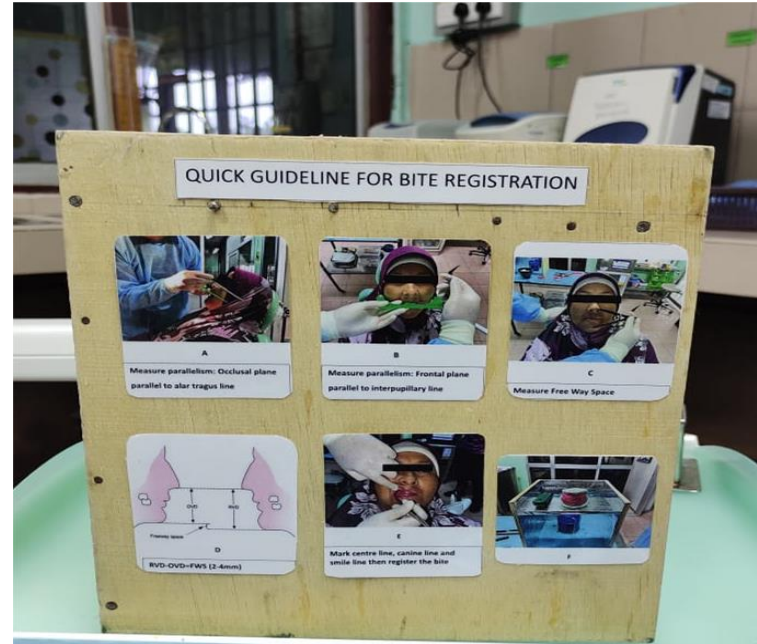 QUICK GUIDELINE FOR BITE REGISTRATION
A
Measure parallelism: Occlusal plane
parallel to alar tragus line
B
Measure parallelism: Frontal plane
parallel to interpupillary line
C
Measure Free Way Space
OVD
RVD
Freeway space
D
RVD-OVD=FWS (2-4mm)
E
Mark centre line, canine line and
smile line then register the bite
F